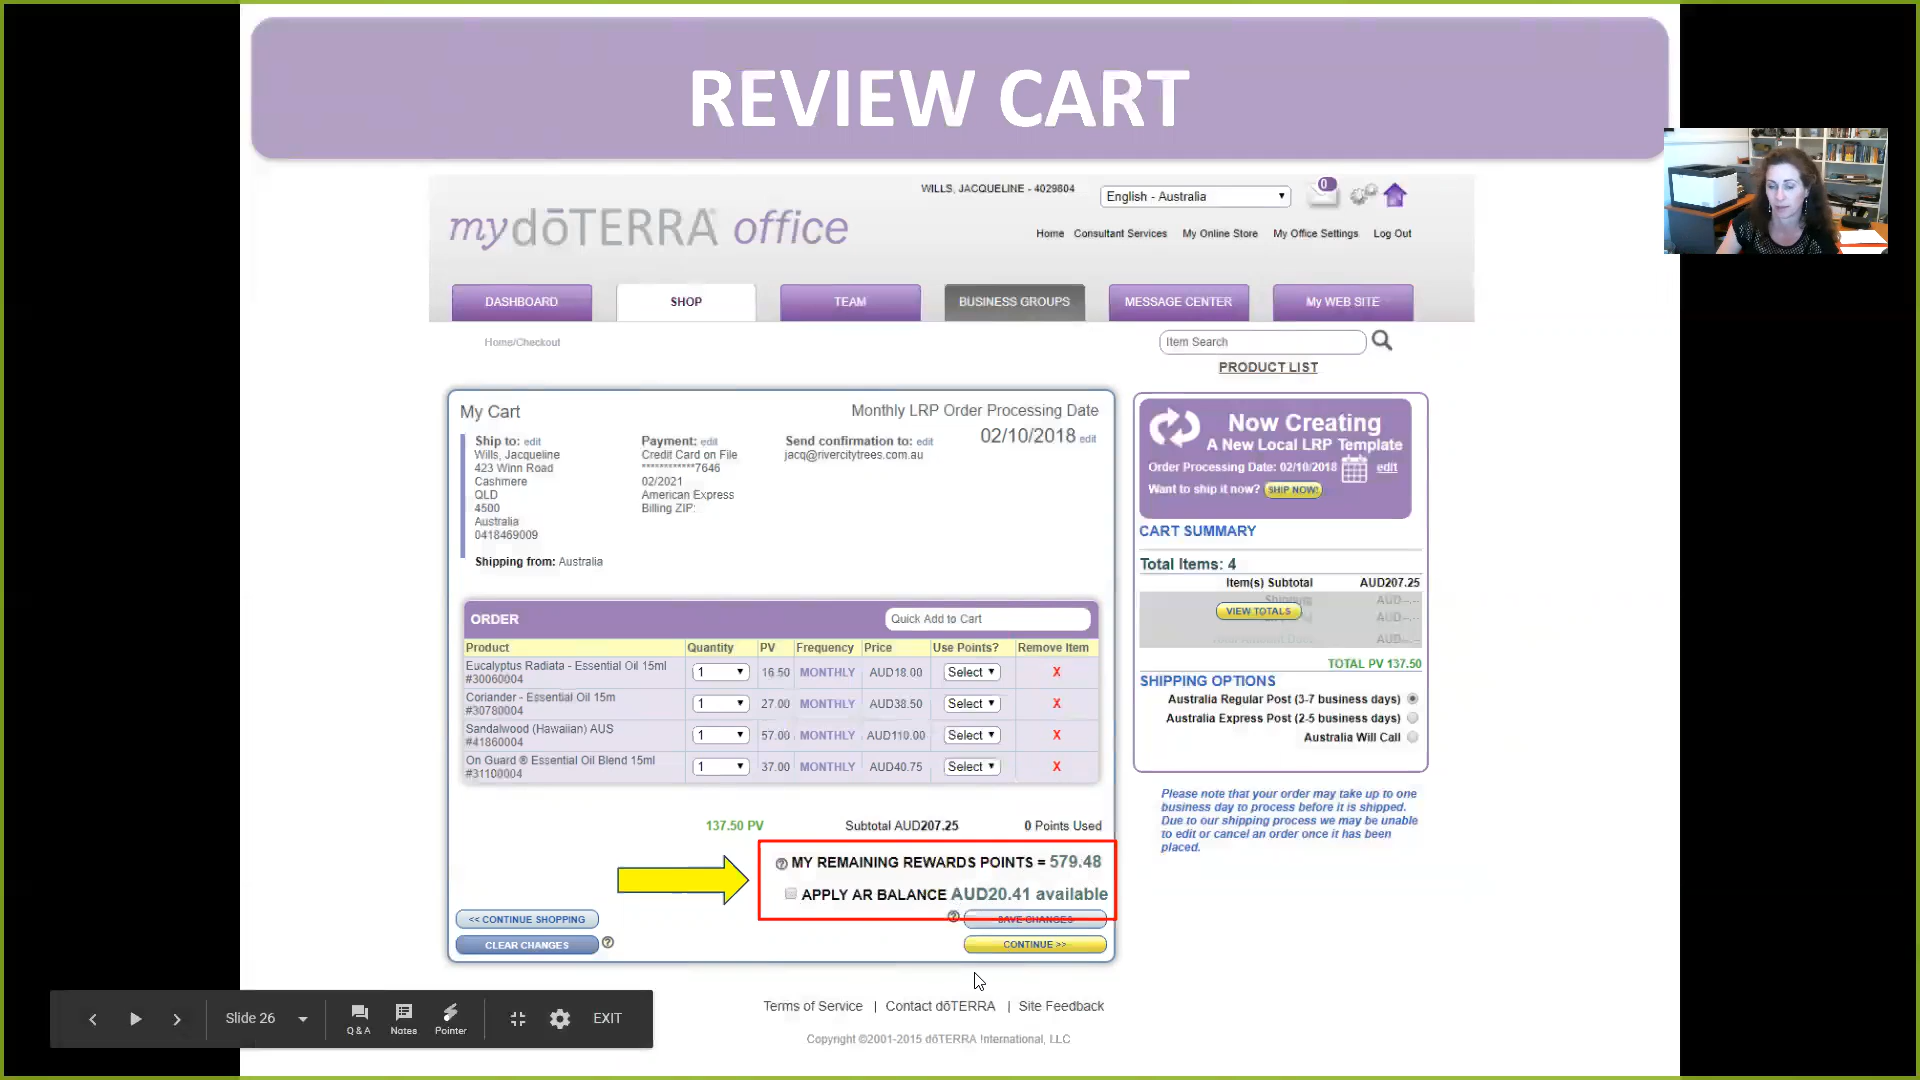 REVIEW CART
WILLS, JACQUELINE - 4029804
English - Australia
0
mydōTERRA office
Home Consultant Services My Online Store My Office Settings Log Out
DASHBOARD SHOP TEAM BUSINESS GROUPS MESSAGE CENTER My WEB SITE
Home/Checkout
Item Search
PRODUCT LIST
My Cart
Monthly LRP Order Processing Date
02/10/2018 edit
Ship to: edit
Wills, Jacqueline
423 Winn Road
Cashmere
QLD
4500
Australia
0418469009
Shipping from: Australia
Payment: edit
Credit Card on File
************7646
02/2021
American Express
Billing ZIP:
Send confirmation to: edit
jacq@rivercitytrees.com.au
ORDER
Quick Add to Cart
Product Quantity PV Frequency Price Use Points? Remove Item
Eucalyptus Radiata - Essential Oil 15ml
#30060004
1 16.50 MONTHLY AUD18.00 Select X
Coriander - Essential Oil 15m
#30780004
1 27.00 MONTHLY AUD38.50 Select X
Sandalwood (Hawaiian) AUS
#41860004
1 57.00 MONTHLY AUD110.00 Select X
On Guard ® Essential Oil Blend 15ml
#31100004
1 37.00 MONTHLY AUD40.75 Select X
137.50 PV Subtotal AUD207.25 0 Points Used
? MY REMAINING REWARDS POINTS = 579.48
APPLY AR BALANCE AUD20.41 available
<< CONTINUE SHOPPING ? SAVE CHANGES
CLEAR CHANGES ? CONTINUE >>
Now Creating
A New Local LRP Template
Order Processing Date: 02/10/2018 edit
Want to ship it now? SHIP NOW!
CART SUMMARY
Total Items: 4
Item(s) Subtotal AUD207.25
Shipping AUD--.--
VIEW TOTALS AUD--.--
AUD--.--
TOTAL PV 137.50
SHIPPING OPTIONS
Australia Regular Post (3-7 business days)
Australia Express Post (2-5 business days)
Australia Will Call
Please note that your order may take up to one
business day to process before it is shipped.
Due to our shipping process we may be unable
to edit or cancel an order once it has been
placed.
Terms of Service | Contact dōTERRA | Site Feedback
Copyright ©2001-2015 dōTERRA International, LLC
Slide 26
Q & A
Notes
Pointer
EXIT